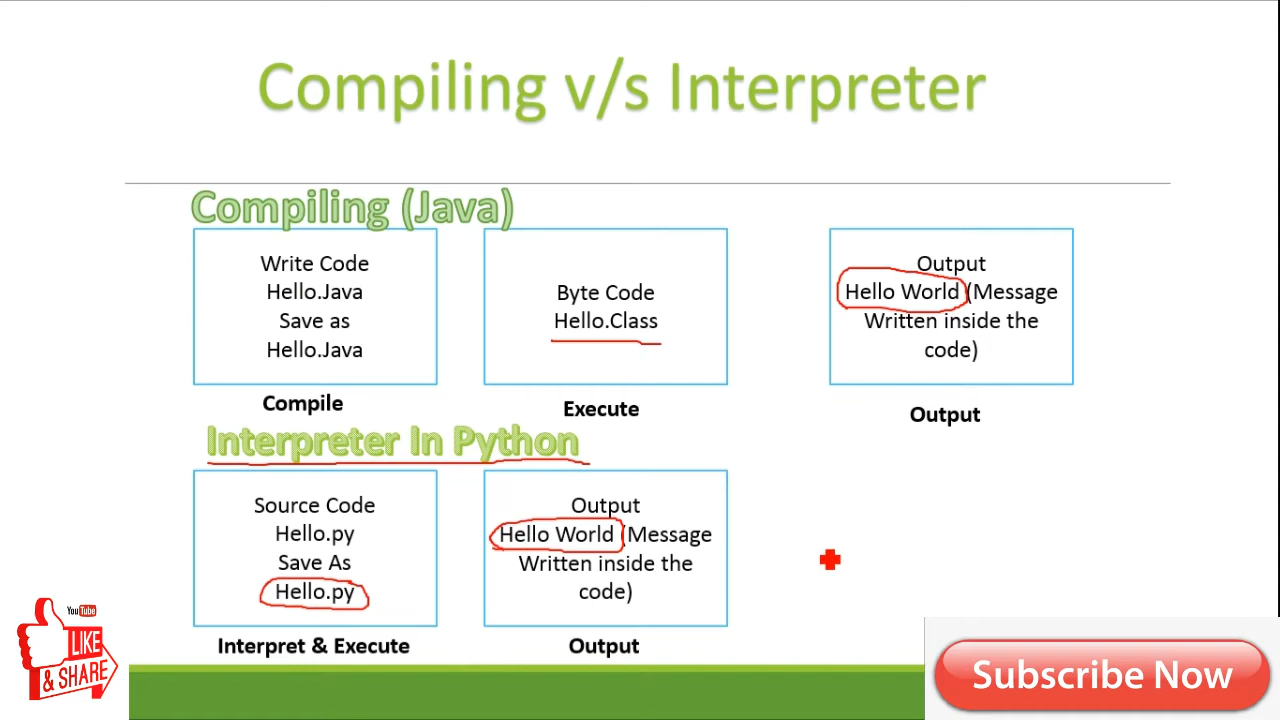 Compiling v/s Interpreter
Compiling (Java)
Write Code
Hello.Java
Save as
Hello.Java
Compile
Byte Code
Hello.Class
Execute
Output
Hello World (Message
Written inside the
code)
Output
Interpreter In Python
Source Code
Hello.py
Save As
Hello.py
Interpret & Execute
Output
Hello World (Message
Written inside the
code)
Output
YouTube
LIKE
& SHARE
Subscribe Now